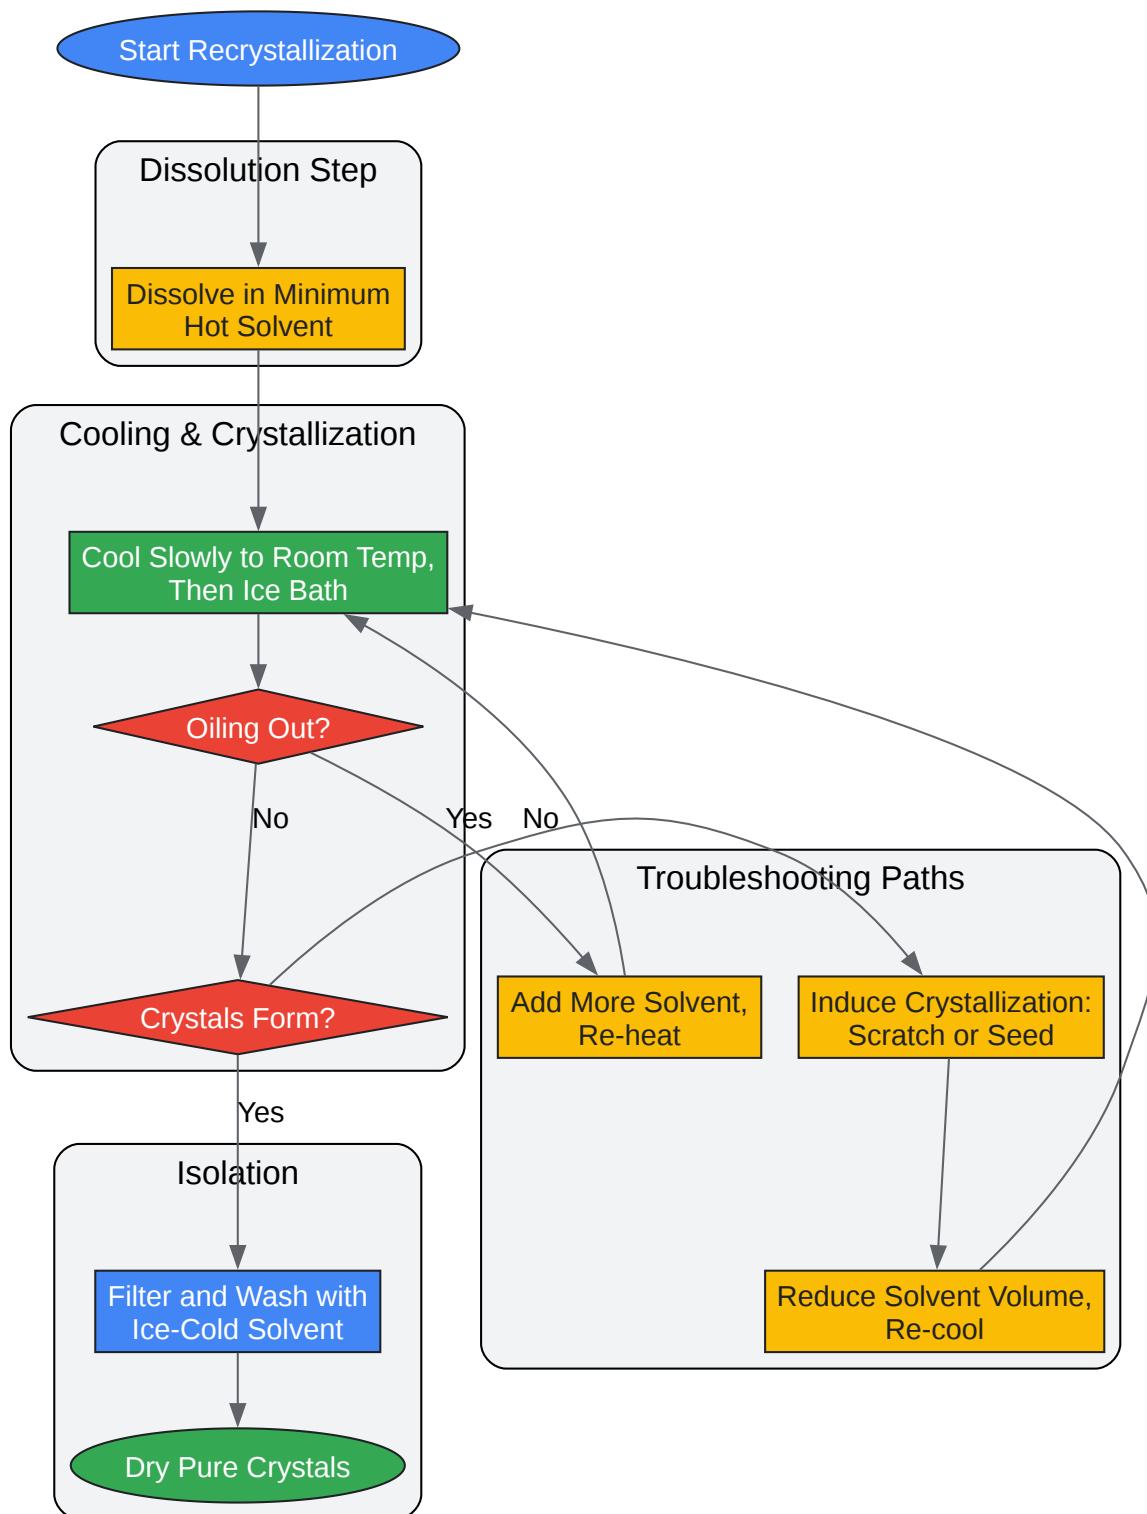 Start Recrystallization
Dissolution Step
Dissolve in Minimum
Hot Solvent
Cooling & Crystallization
Cool Slowly to Room Temp,
Then Ice Bath
Oiling Out?
No
Yes
No
Troubleshooting Paths
Add More Solvent,
Re-heat
Induce Crystallization:
Scratch or Seed
Crystals Form?
Yes
Isolation
Filter and Wash with
Ice-Cold Solvent
Reduce Solvent Volume,
Re-cool
Dry Pure Crystals